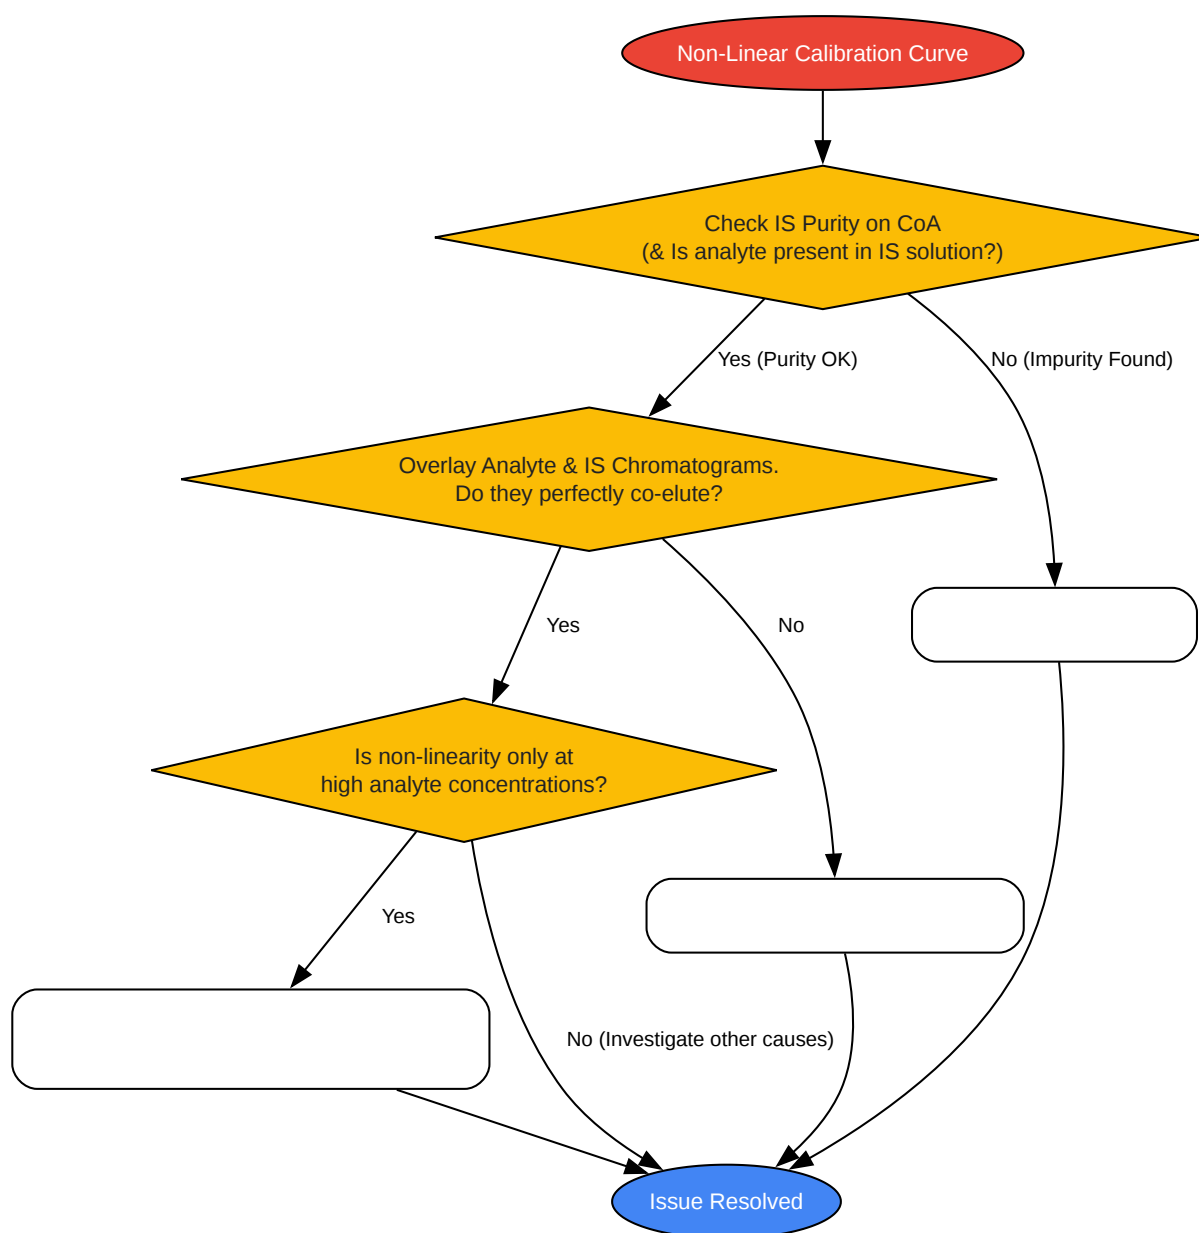 Non-Linear Calibration Curve
Check IS Purity on CoA
(& Is analyte present in IS solution?)
Yes (Purity OK)
No (Impurity Found)
Overlay Analyte & IS Chromatograms.
Do they perfectly co-elute?
Yes
No
Is non-linearity only at
high analyte concentrations?
Yes
No (Investigate other causes)
Issue Resolved